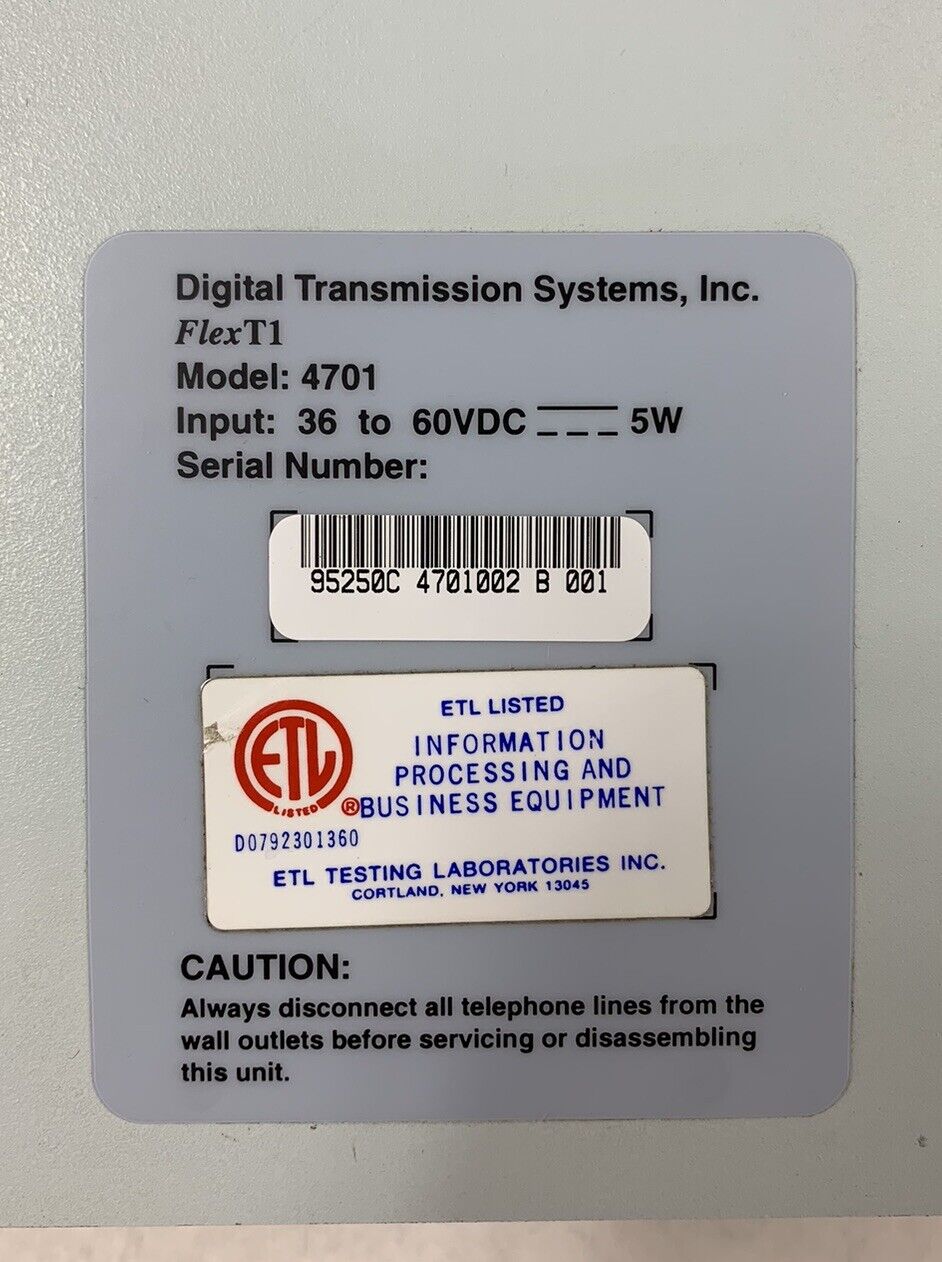 Digital Transmission Systems, Inc.
FlexT1
Model: 4701
Input: 36 to 60VDC 5W
Serial Number:
95250C 4701002 B 001
ETL LISTED
ETL
LISTED
®
INFORMATION
PROCESSING AND
BUSINESS EQUIPMENT
D0792301360
ETL TESTING LABORATORIES INC.
CORTLAND, NEW YORK 13045
CAUTION:
Always disconnect all telephone lines from the
wall outlets before servicing or disassembling
this unit.